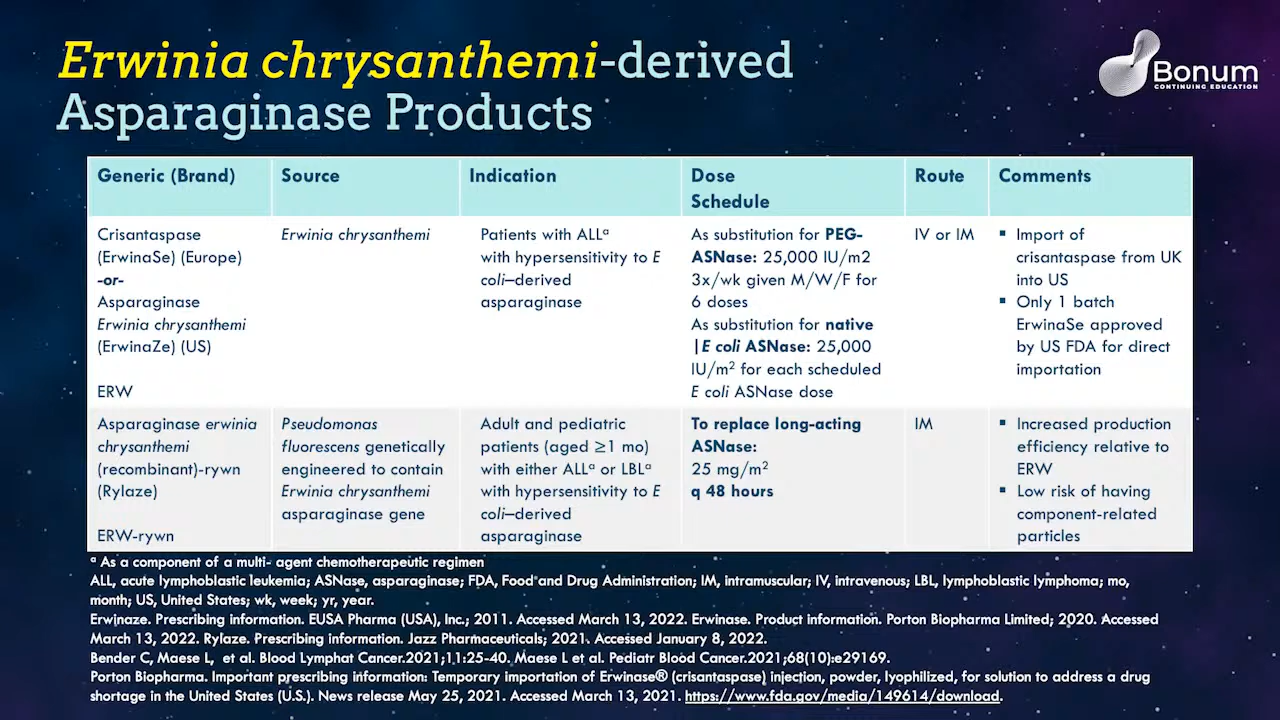 Erwinia chrysanthemi-derived
Asparaginase Products
Bonum
CONTINUING EDUCATION
Generic (Brand)
Source
Indication
Dose
Schedule
Route
Comments
Crisantaspase
(ErwinaSe) (Europe)
-or-
Asparaginase
Erwinia chrysanthemi
(ErwinaZe) (US)
ERW
Erwinia chrysanthemi
Patients with ALLᵃ
with hypersensitivity to E
coli–derived
asparaginase
As substitution for PEG-
ASNase: 25,000 IU/m2
3x/wk given M/W/F for
6 doses
As substitution for native
|E coli ASNase: 25,000
IU/m² for each scheduled
E coli ASNase dose
IV or IM
▪ Import of
crisantaspase from UK
into US
▪ Only 1 batch
ErwinaSe approved
by US FDA for direct
importation
Asparaginase erwinia
chrysanthemi
(recombinant)-rywn
(Rylaze)
ERW-rywn
Pseudomonas
fluorescens genetically
engineered to contain
Erwinia chrysanthemi
asparaginase gene
Adult and pediatric
patients (aged ≥1 mo)
with either ALLᵃ or LBLᵃ
with hypersensitivity to E
coli–derived
asparaginase
To replace long-acting
ASNase:
25 mg/m²
q 48 hours
IM
▪ Increased production
efficiency relative to
ERW
▪ Low risk of having
component-related
particles
ᵃ As a component of a multi- agent chemotherapeutic regimen
ALL, acute lymphoblastic leukemia; ASNase, asparaginase; FDA, Food and Drug Administration; IM, intramuscular; IV, intravenous; LBL, lymphoblastic lymphoma; mo,
month; US, United States; wk, week; yr, year.
Erwinaze. Prescribing information. EUSA Pharma (USA), Inc.; 2011. Accessed March 13, 2022. Erwinase. Product information. Porton Biopharma Limited; 2020. Accessed
March 13, 2022. Rylaze. Prescribing information. Jazz Pharmaceuticals; 2021. Accessed January 8, 2022.
Bender C, Maese L, et al. Blood Lymphat Cancer.2021;11:25-40. Maese L et al. Pediatr Blood Cancer.2021;68(10):e29169.
Porton Biopharma. Important prescribing information: Temporary importation of Erwinase® (crisantaspase) injection, powder, lyophilized, for solution to address a drug
shortage in the United States (U.S.). News release May 25, 2021. Accessed March 13, 2021. https://www.fda.gov/media/149614/download.